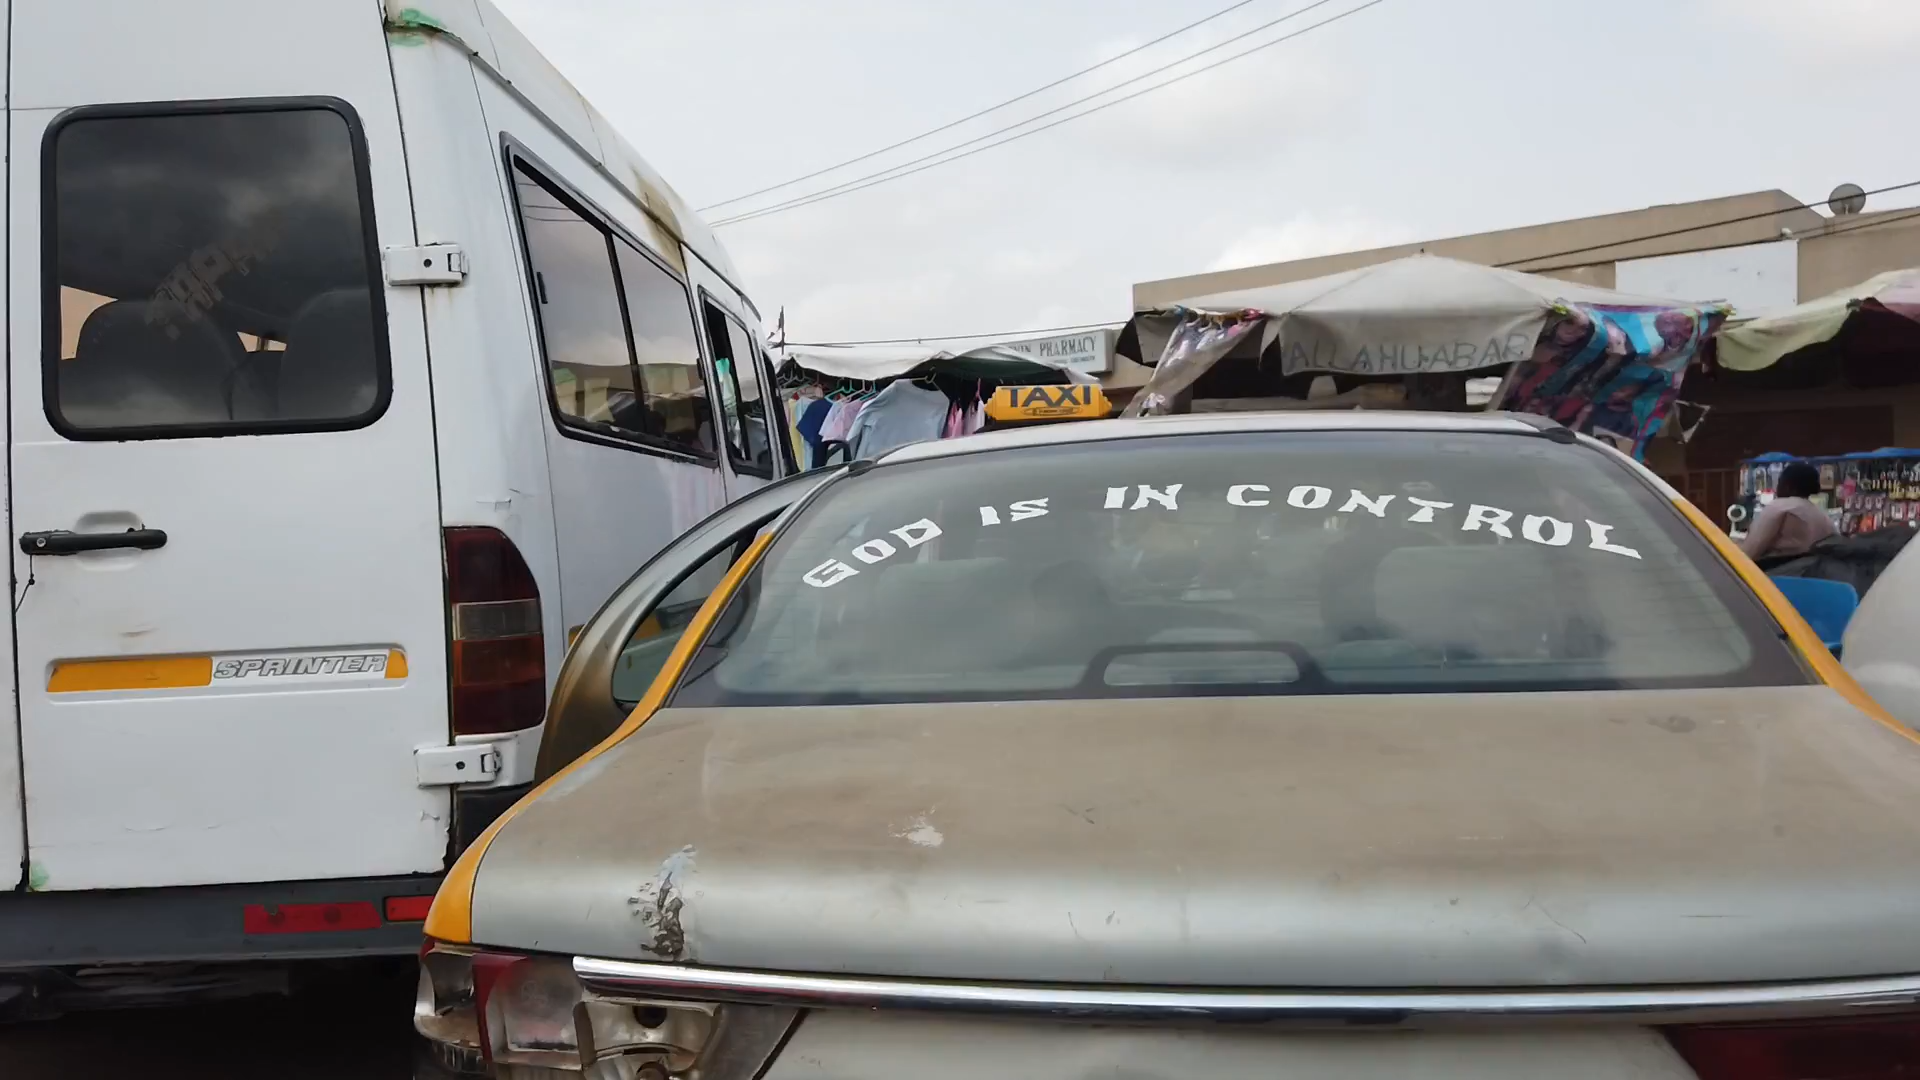 PHARMACY
ALLAHU ABAR
TAXI
GOD IS IN CONTROL
SPRINTER